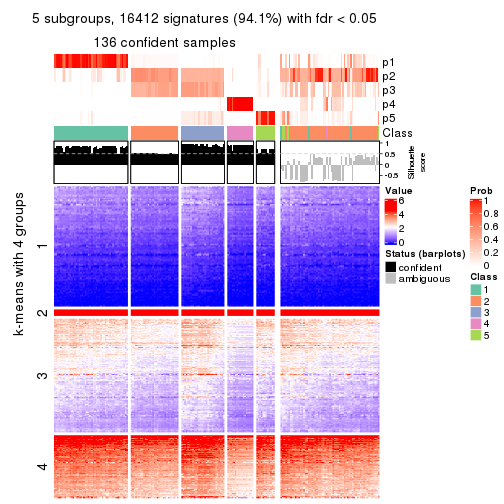 5 subgroups, 16412 signatures (94.1%) with fdr < 0.05
136 confident samples
p1
p2
p3
p4
p5
Class
1
0.5
0
-0.5
Silhouette
score
k-means with 4 groups
1
2
3
4
Value
6
4
2
0
Status (barplots)
confident
ambiguous
Prob
1
0.8
0.6
0.4
0.2
0
Class
1
2
3
4
5